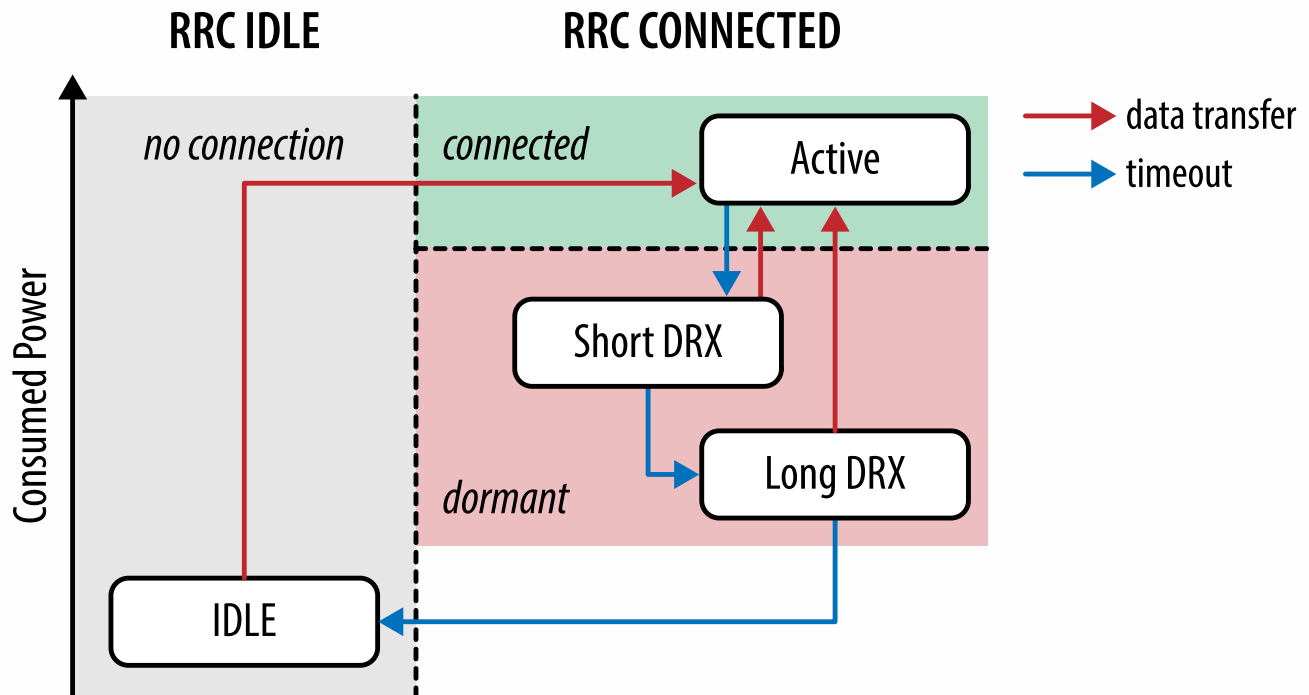 RRC IDLE
RRC CONNECTED
no connection
connected
Active
data transfer
timeout
Consumed Power
Short DRX
Long DRX
dormant
IDLE